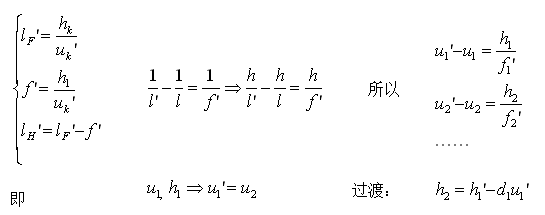 l_F' = h_k / u_k'
f' = h_1 / u_k'
l_H' = l_F' - f'
1/l' - 1/l = 1/f' ⇒ h/l' - h/l = h/f'
所以
u_1' - u_1 = h_1 / f_1'
u_2' - u_2 = h_2 / f_2'
……
即
u_1, h_1 ⇒ u_1' = u_2
过渡：
h_2 = h_1' - d_1 u_1'